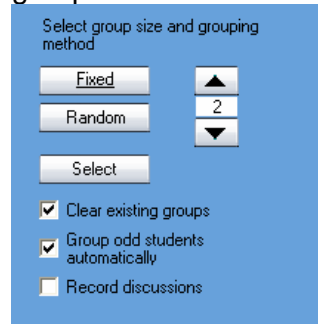 Select group size and grouping
method
Fixed
2
Random
Select
Clear existing groups
Group odd students
automatically
Record discussions